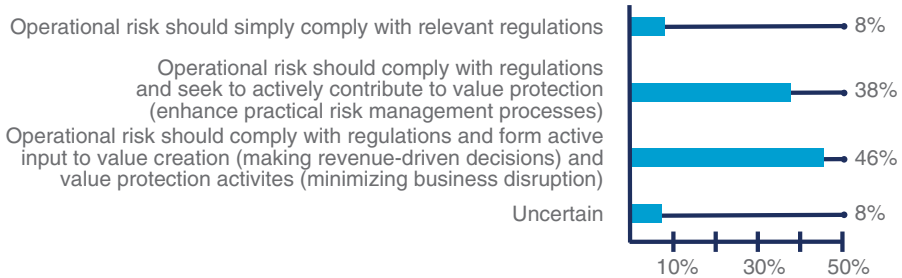 Operational risk should simply comply with relevant regulations 8%
Operational risk should comply with regulations
and seek to actively contribute to value protection 38%
(enhance practical risk management processes)
Operational risk should comply with regulations and form active
input to value creation (making revenue-driven decisions) and 46%
value protection activites (minimizing business disruption)
Uncertain 8%
10% 30% 50%